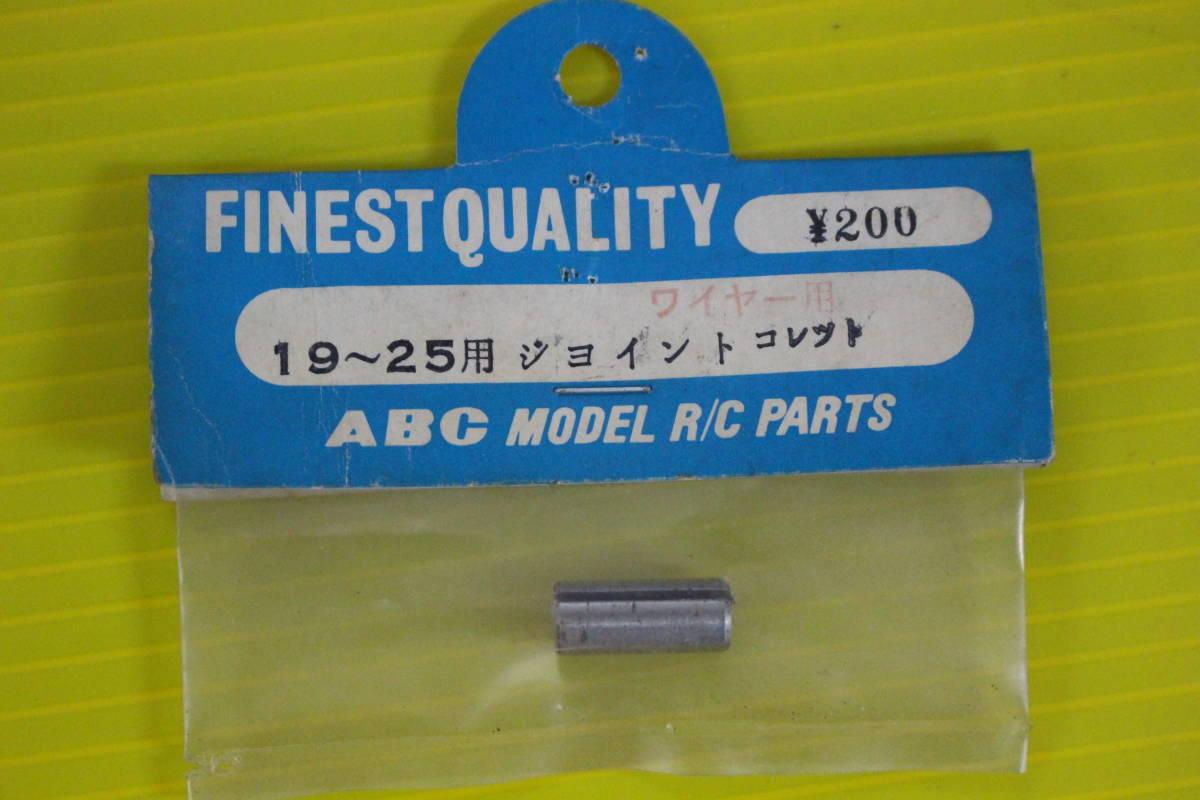 FINEST QUALITY ¥200
ワイヤー用
19～25用 ジョイント コレット
ABC MODEL R/C PARTS